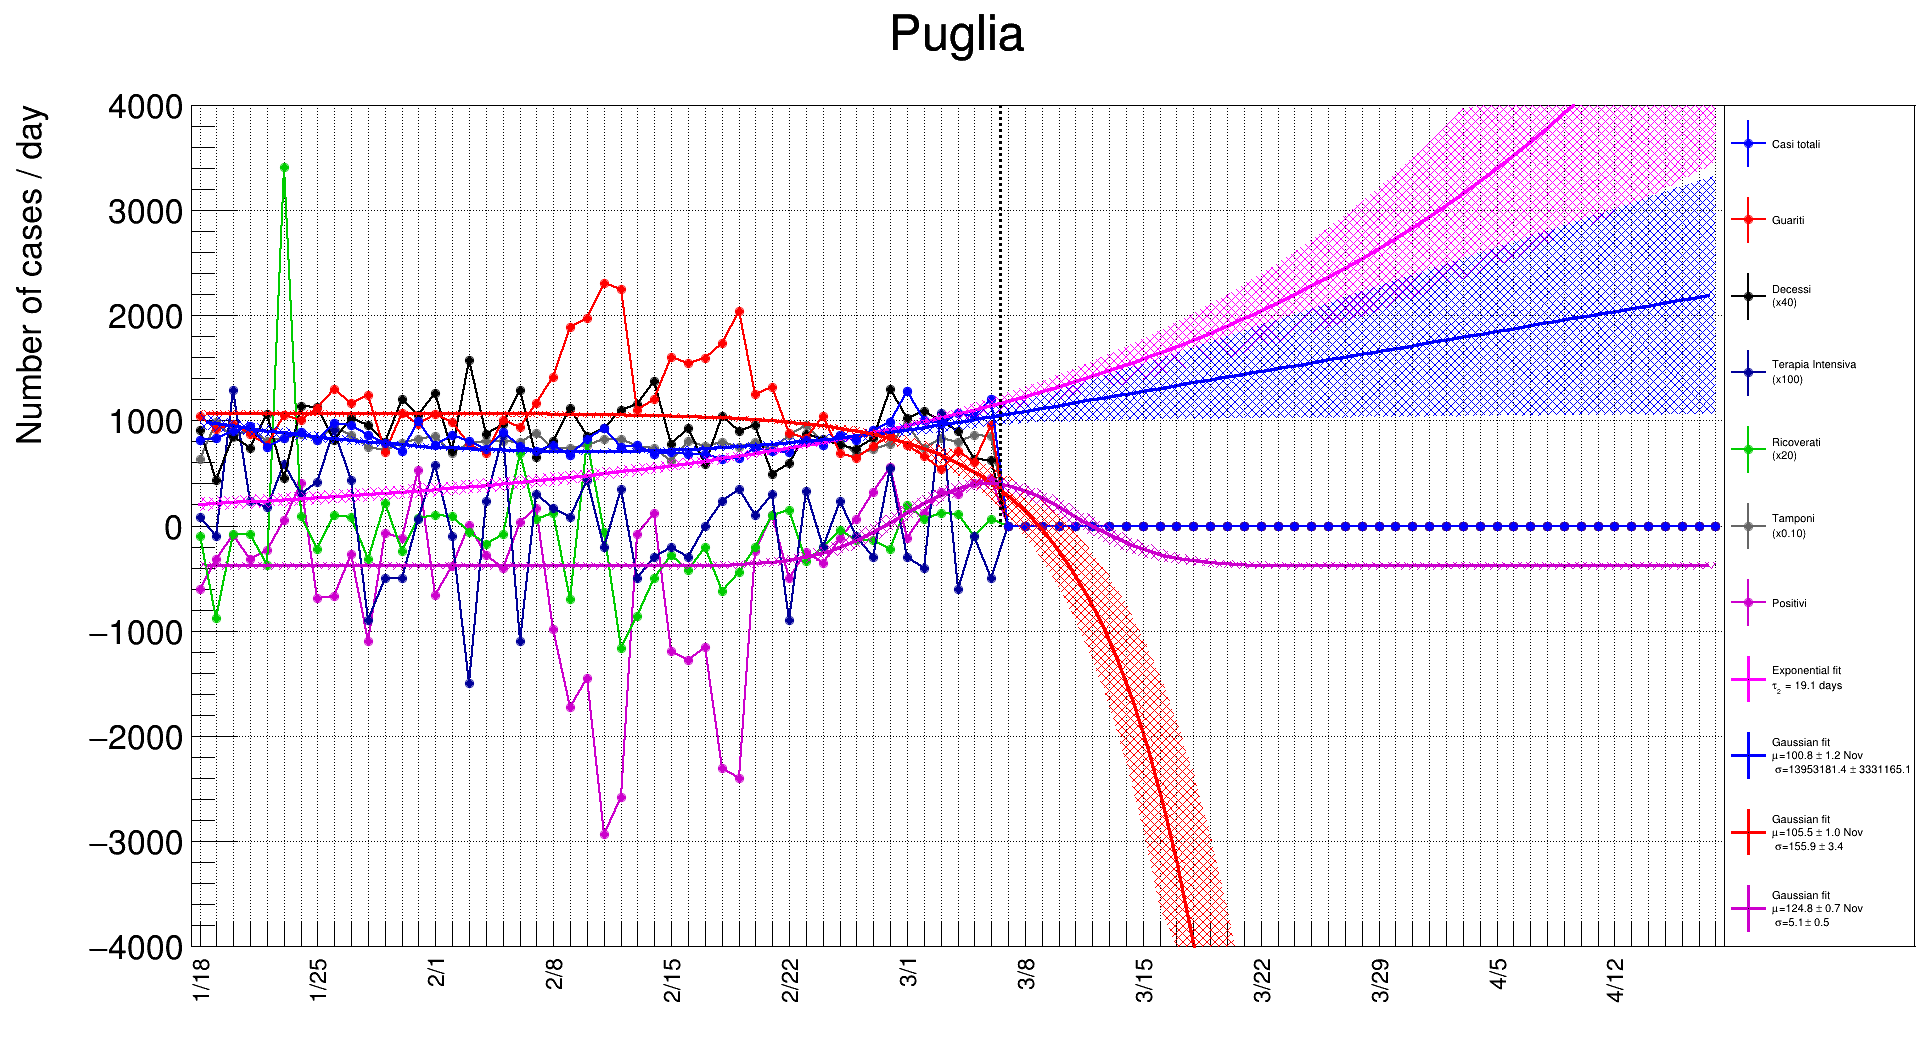 Puglia
Number of cases / day
4000
3000
2000
1000
0
−1000
−2000
−3000
−4000
1/18
1/25
2/1
2/8
2/15
2/22
3/1
3/8
3/15
3/22
3/29
4/5
4/12
Casi totali
Guariti
Decessi
(x40)
Terapia Intensiva
(x100)
Ricoverati
(x20)
Tamponi
(x0.10)
Positivi
Exponential fit
τ2 = 19.1 days
Gaussian fit
μ=100.8 ± 1.2 Nov
σ=13953181.4 ± 3331165.1
Gaussian fit
μ=105.5 ± 1.0 Nov
σ=155.9 ± 3.4
Gaussian fit
μ=124.8 ± 0.7 Nov
σ=5.1 ± 0.5